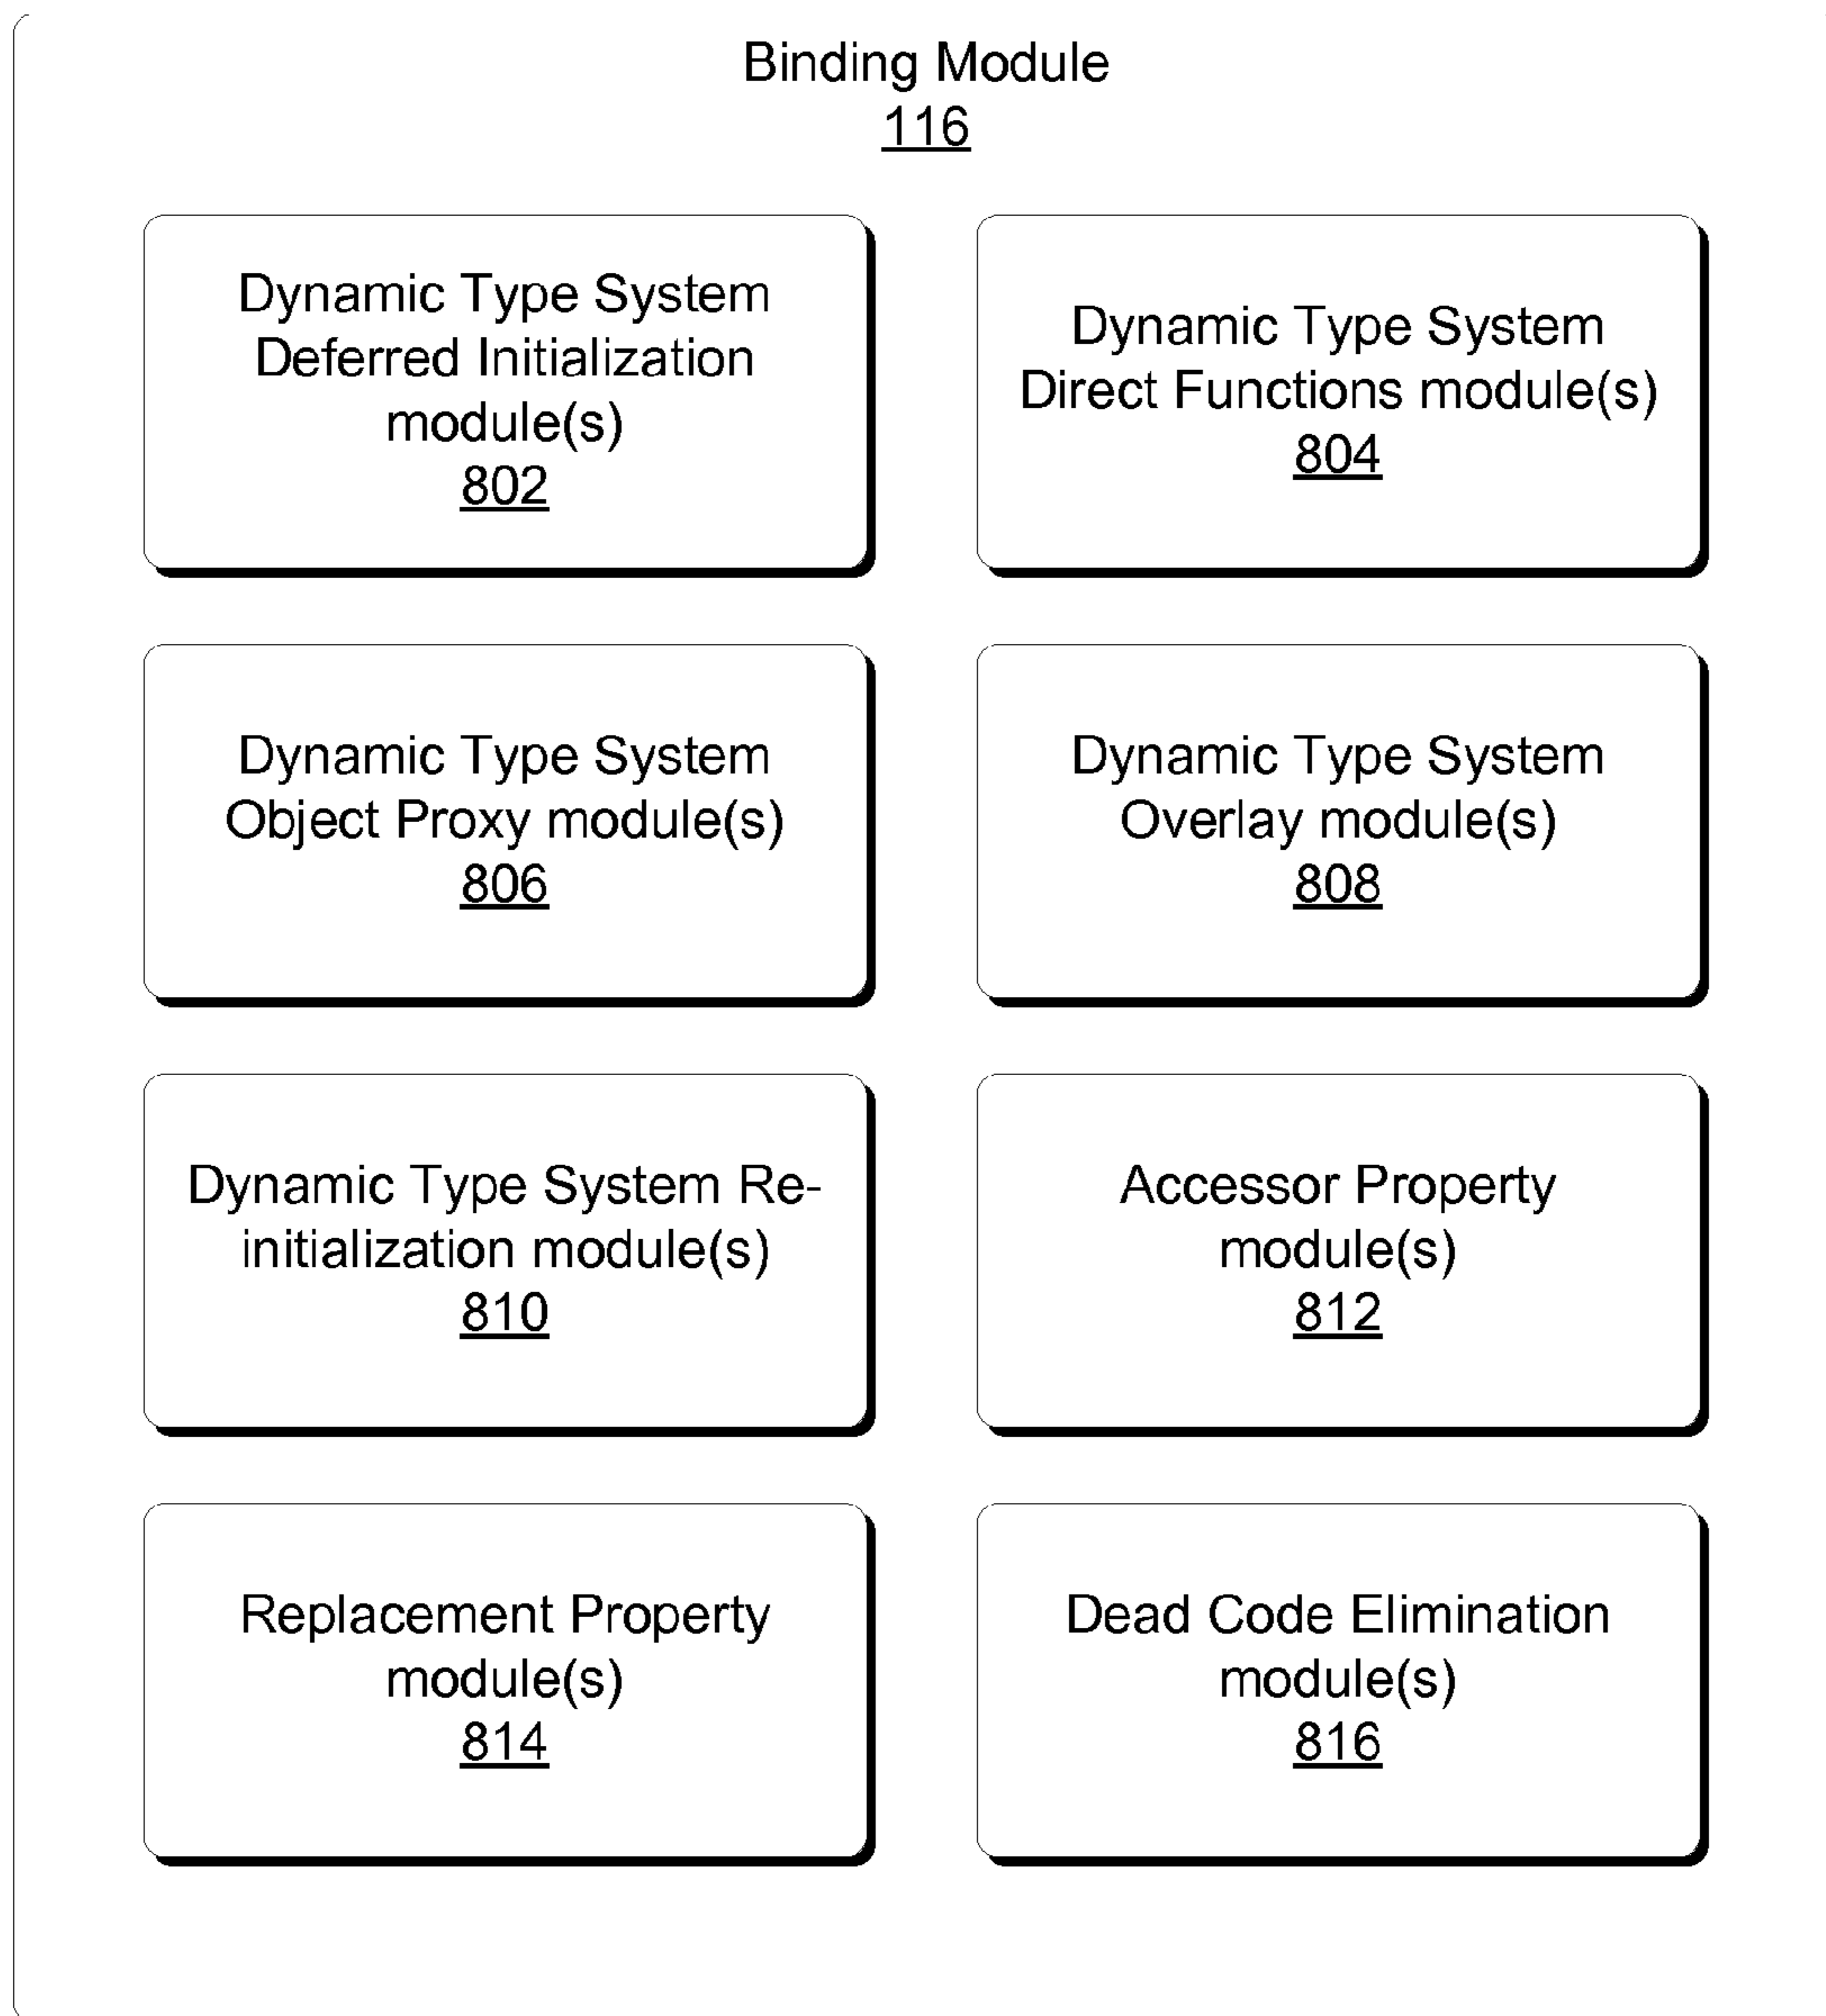 Binding Module
116
Dynamic Type System
Deferred Initialization
module(s)
802
Dynamic Type System
Direct Functions module(s)
804
Dynamic Type System
Object Proxy module(s)
806
Dynamic Type System
Overlay module(s)
808
Dynamic Type System Re-
initialization module(s)
810
Accessor Property
module(s)
812
Replacement Property
module(s)
814
Dead Code Elimination
module(s)
816